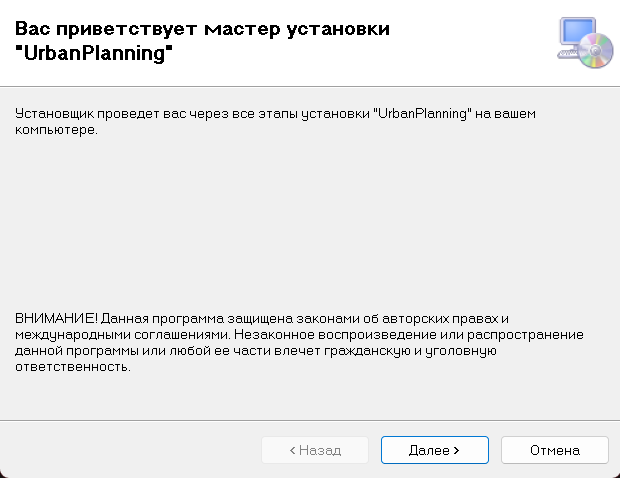 Вас приветствует мастер установки
"UrbanPlanning"
Установщик проведет вас через все этапы установки "UrbanPlanning" на вашем
компьютере.
ВНИМАНИЕ! Данная программа защищена законами об авторских правах и
международными соглашениями. Незаконное воспроизведение или распространение
данной программы или любой ее части влечет гражданскую и уголовную
ответственность.
< Назад
Далее >
Отмена